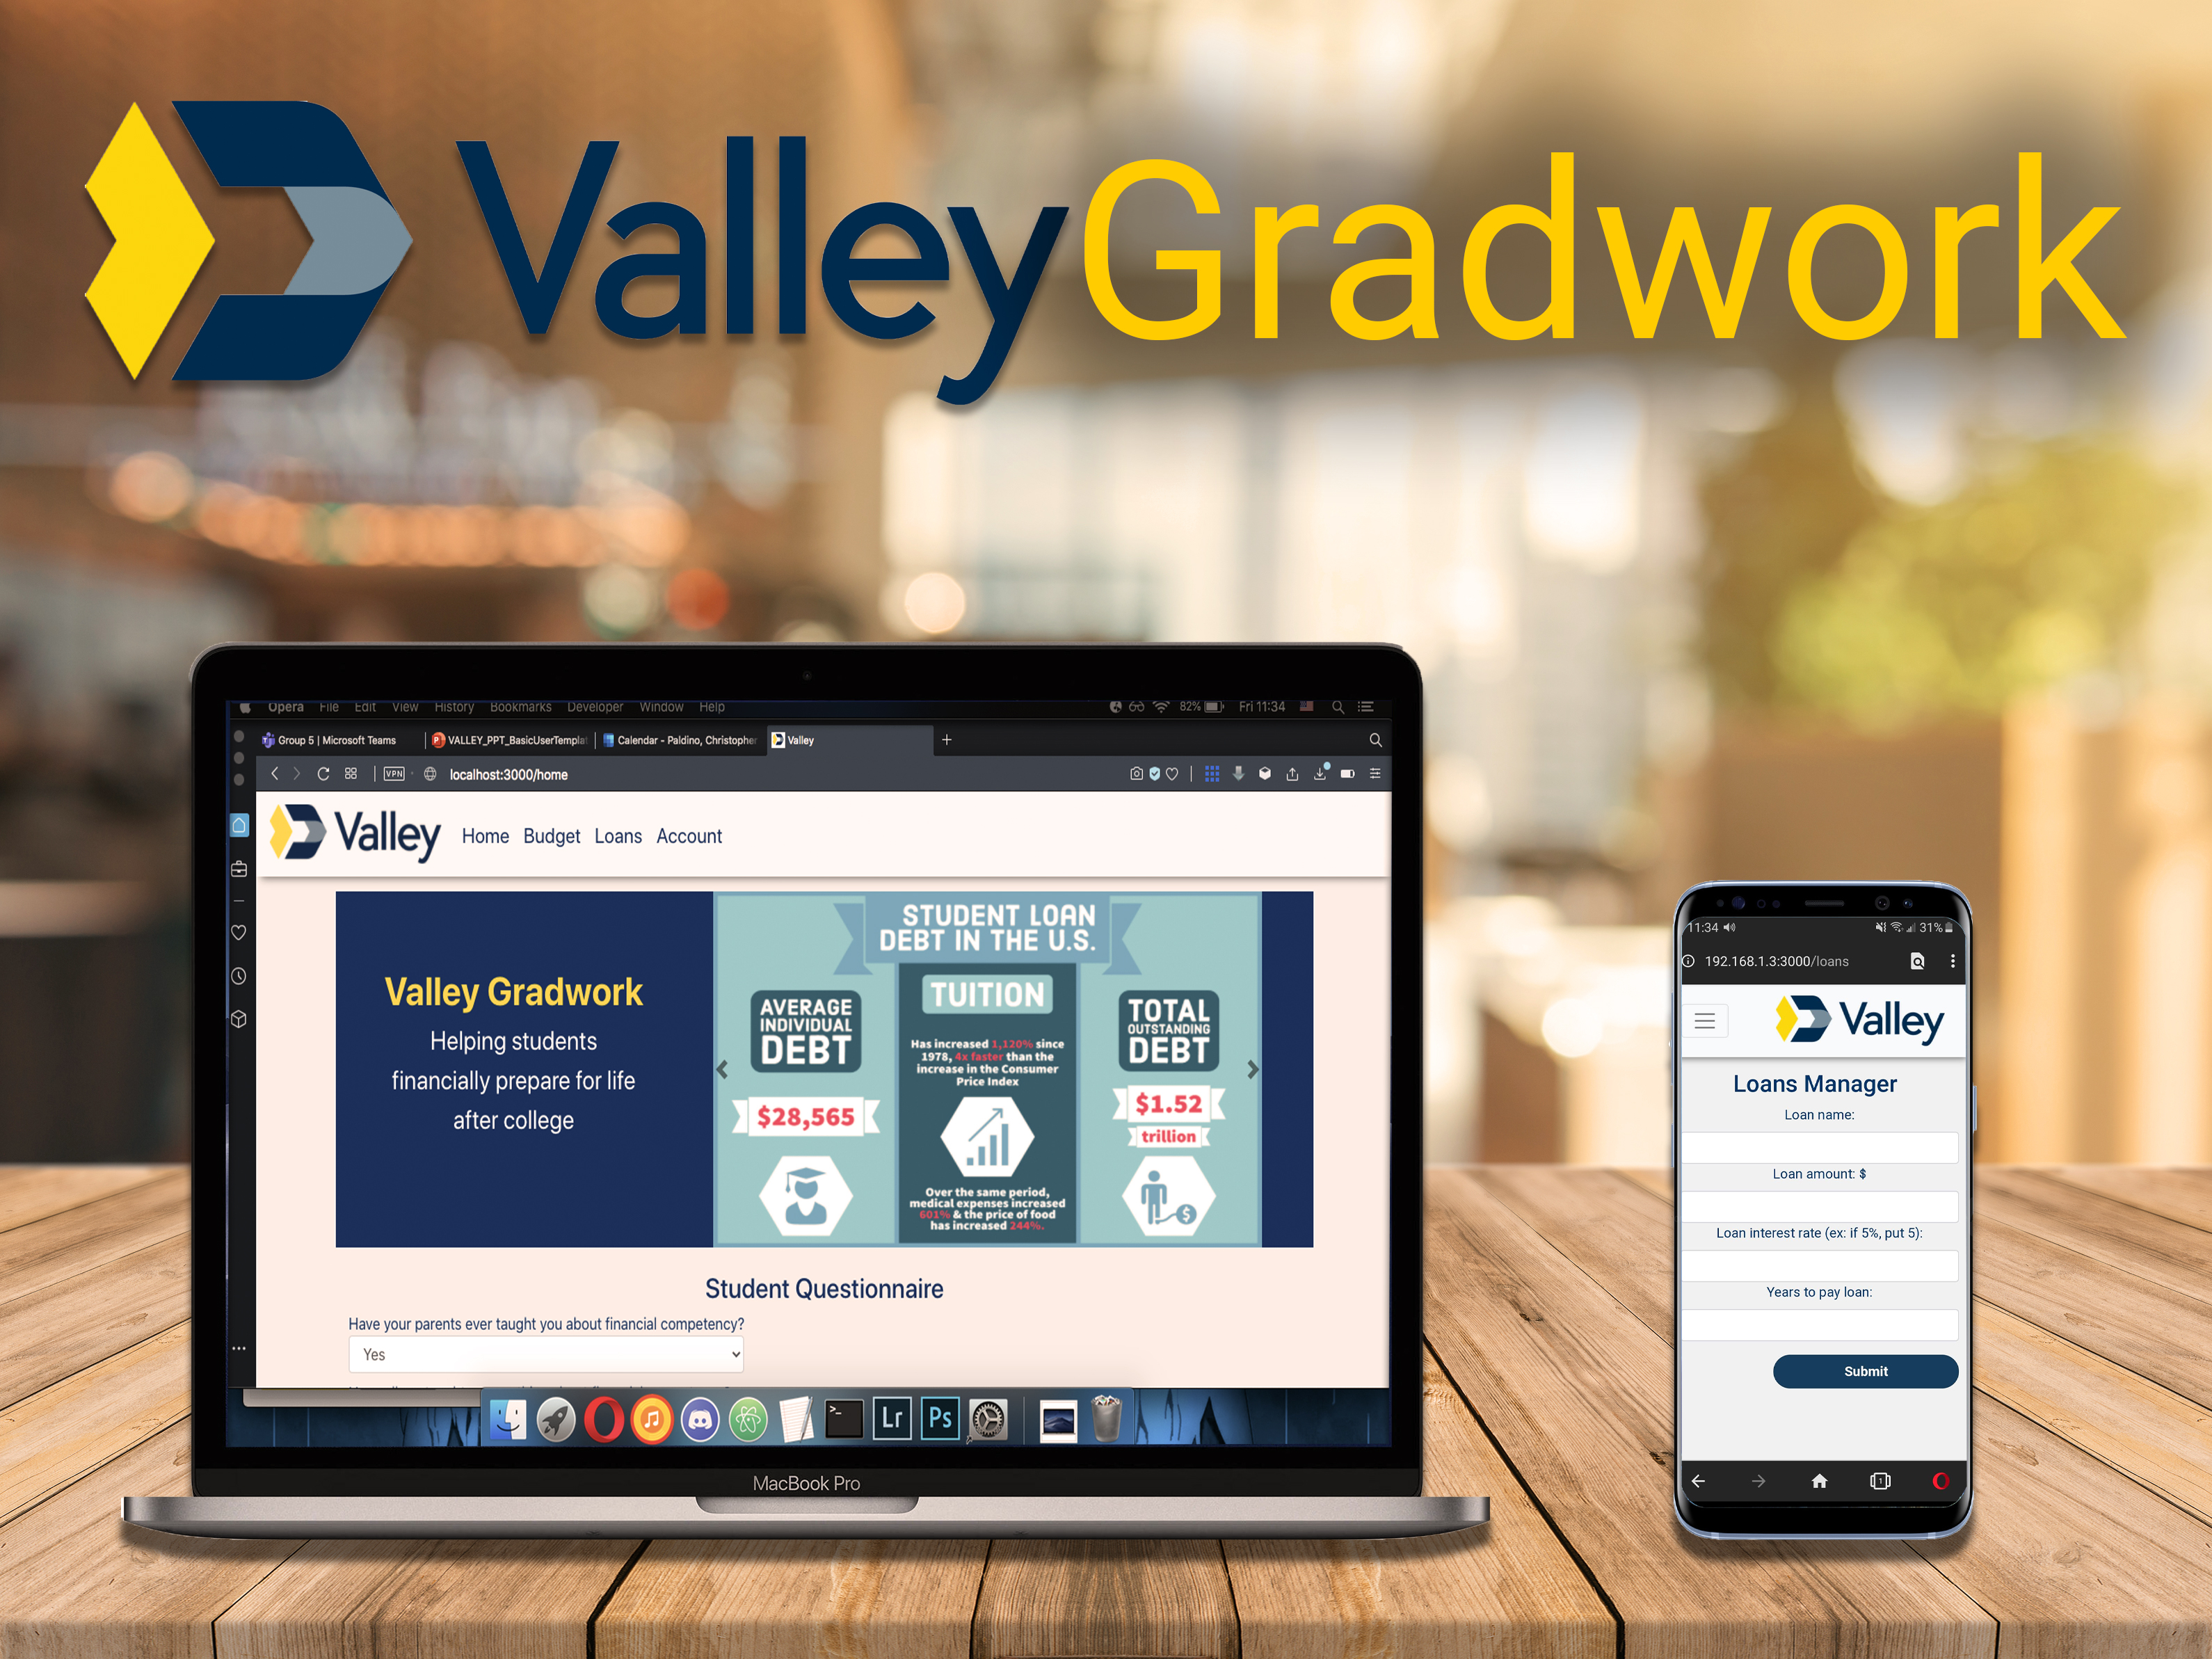 ValleyGradwork
Opera File Edit View History Bookmarks Developer Window Help 82% Fri 11:34
Group 5 | Microsoft Teams
VALLEY_PPT_BasicUserTemplat
Calendar - Paldino, Christopher
Valley
VPN localhost:3000/home
Valley Home Budget Loans Account
Valley Gradwork
Helping students
financially prepare for life
after college
STUDENT LOAN
DEBT IN THE U.S.
AVERAGE
INDIVIDUAL
DEBT
$28,565
TUITION
Has increased 1,120% since
1978, 4x faster than the
increase in the Consumer
Price Index
Over the same period,
medical expenses increased
601% & the price of food
has increased 244%.
TOTAL
OUTSTANDING
DEBT
$1.52
trillion
Student Questionnaire
Have your parents ever taught you about financial competency?
Yes
Lr
Ps
MacBook Pro
11:34 31%
192.168.1.3:3000/loans
Valley
Loans Manager
Loan name:
Loan amount: $
Loan interest rate (ex: if 5%, put 5):
Years to pay loan:
Submit
1